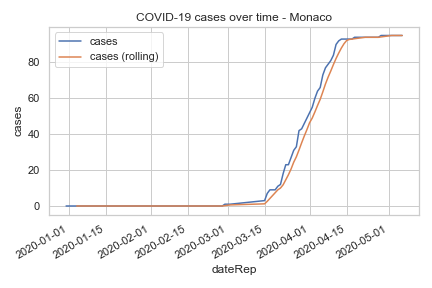 COVID-19 cases over time - Monaco
cases
cases (rolling)
cases
80
60
40
20
0
2020-01-01
2020-01-15
2020-02-01
2020-02-15
2020-03-01
2020-03-15
2020-04-01
2020-04-15
2020-05-01
dateRep